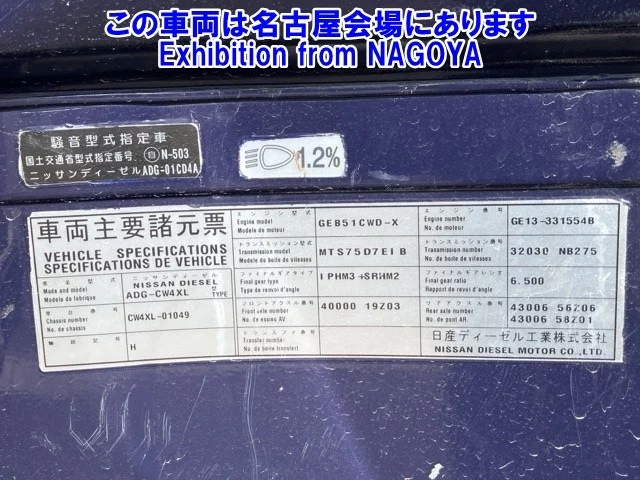 この車両は名古屋会場にあります
Exhibition from NAGOYA
騒音型式指定車
国土交通省型式指定番号 自 N-503
ニッサンディーゼル ADG-01CD4A
1.2%
車両主要諸元票
VEHICLE SPECIFICATIONS
SPECIFICATIONS DE VEHICLE
車名型式
Make and model
Marque et modèle
ニッサンディーゼル
NISSAN DIESEL
ADG-CW4XL
型
TYPE
車台番号
Chassis number
No. de chassis
CW4XL-01049
H
エンジン型式
Engine model
Modele de moteur
GEB51CWD-X
エンジン番号
Engine number
No. de moteur
GE13-331554B
トランスミッション型式
Transmission model
Modele de boite de vitesses
MTS75D7EI B
トランスミッション番号
Transmission number
No. de boite de vitesses
32030 NB275
ファイナルギアタイプ
Final gear type
Type de renvoi d'angle
I PHM3 +SRHM2
ファイナルギアレシオ
Final gear ratio
Rapport de renvoi d'angle
6.500
フロントアクスル番号
Front axle number
No. d'essieu AV.
40000 19Z03
リアアクスル番号
Rear axle number
No. de pont AR.
43006 56Z06
43006 58Z01
トランスファ番号
Transfer number
No. de boite transfert
日産ディーゼル工業株式会社
NISSAN DIESEL MOTOR CO.,LTD.